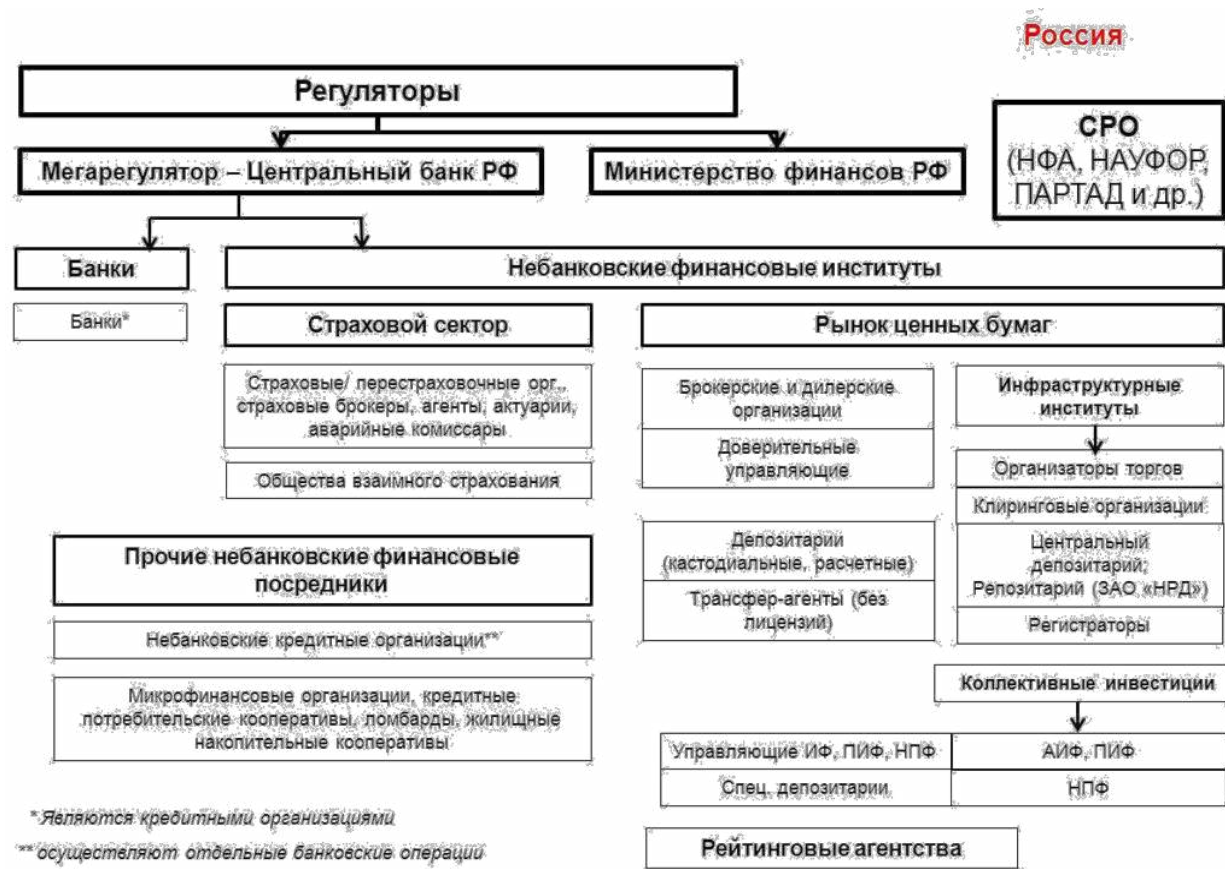 Россия
Регуляторы
СРО
(НФА, НАУФОР,
ПАРТАД и др.)
Мегарегулятор – Центральный банк РФ
Министерство финансов РФ
Банки
Небанковские финансовые институты
Банки*
Страховой сектор
Рынок ценных бумаг
Страховые/ перестраховочные орг.,
страховые брокеры, агенты, актуарии,
аварийные комиссары
Общества взаимного страхования
Брокерские и дилерские
организации
Доверительные
управляющие
Инфраструктурные
институты
Организаторы торгов
Клиринговые организации
Депозитарии
(кастодиальные, расчетные)
Трансфер-агенты (без
лицензий)
Центральный
депозитарий;
Репозитарий (ЗАО «НРД»)
Регистраторы
Прочие небанковские финансовые
посредники
Небанковские кредитные организации**
Микрофинансовые организации, кредитные
потребительские кооперативы, ломбарды, жилищные
накопительные кооперативы
Коллективные инвестиции
Управляющие ИФ, ПИФ, НПФ
АИФ, ПИФ
Спец. депозитарии
НПФ
* Являются кредитными организациями
** осуществляют отдельные банковские операции
Рейтинговые агентства